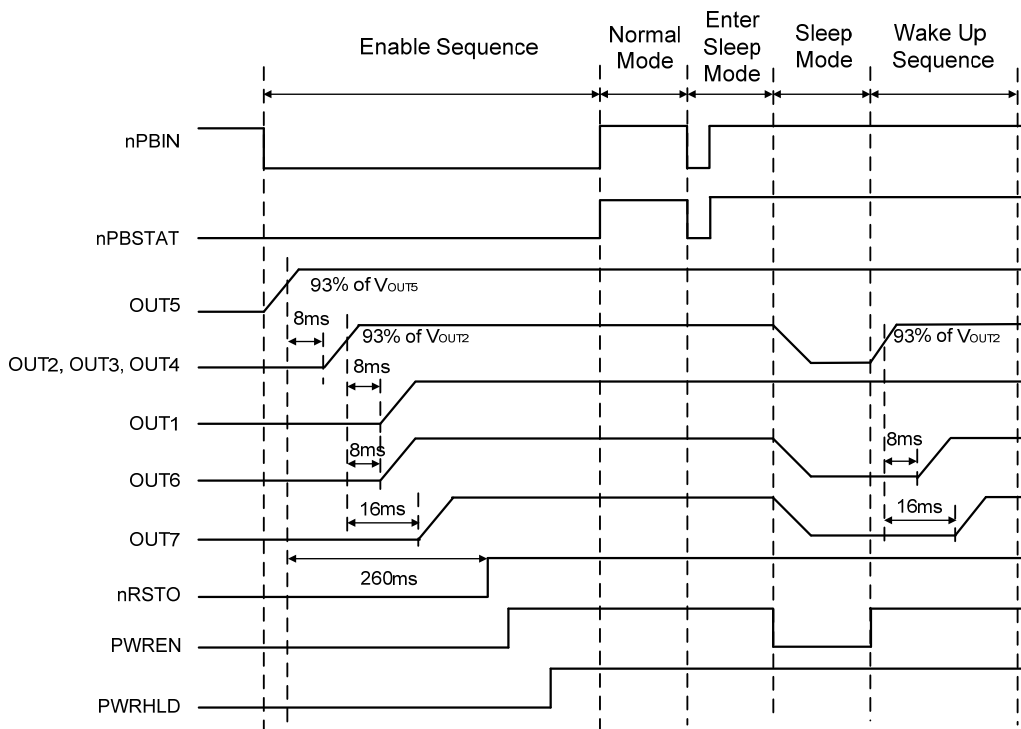 Enable Sequence
Normal
Mode
Enter
Sleep
Mode
Sleep
Mode
Wake Up
Sequence
nPBIN
nPBSTAT
OUT5
93% of VOUT5
8ms
OUT2, OUT3, OUT4
93% of VOUT2
93% of VOUT2
8ms
OUT1
8ms
8ms
OUT6
16ms
16ms
OUT7
260ms
nRSTO
PWREN
PWRHLD